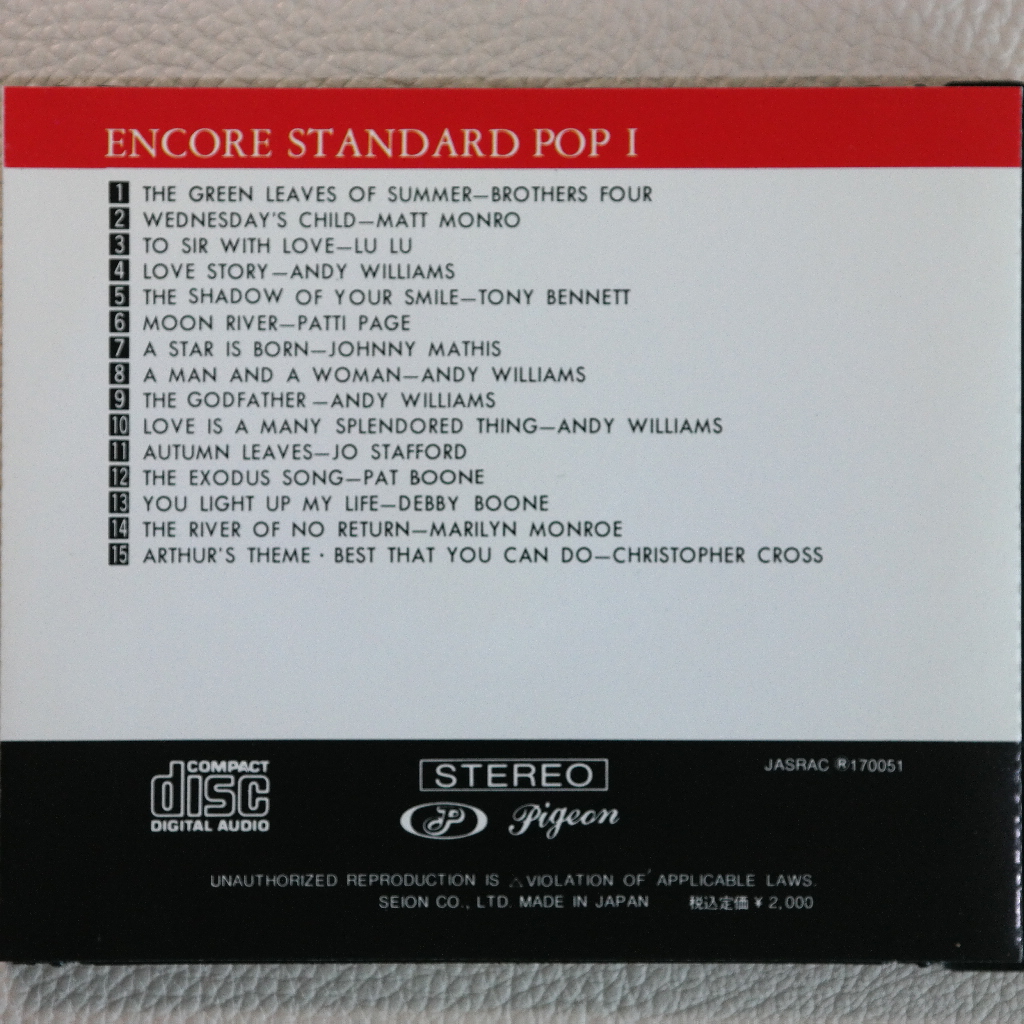 ENCORE STANDARD POP I
1 THE GREEN LEAVES OF SUMMER—BROTHERS FOUR
2 WEDNESDAY'S CHILD—MATT MONRO
3 TO SIR WITH LOVE—LU LU
4 LOVE STORY—ANDY WILLIAMS
5 THE SHADOW OF YOUR SMILE—TONY BENNETT
6 MOON RIVER—PATTI PAGE
7 A STAR IS BORN—JOHNNY MATHIS
8 A MAN AND A WOMAN—ANDY WILLIAMS
9 THE GODFATHER—ANDY WILLIAMS
10 LOVE IS A MANY SPLENDORED THING—ANDY WILLIAMS
11 AUTUMN LEAVES—JO STAFFORD
12 THE EXODUS SONG—PAT BOONE
13 YOU LIGHT UP MY LIFE—DEBBY BOONE
14 THE RIVER OF NO RETURN—MARILYN MONROE
15 ARTHUR'S THEME・BEST THAT YOU CAN DO—CHRISTOPHER CROSS
COMPACT
disc
DIGITAL AUDIO
STEREO
Pigeon
JASRAC Ⓡ170051
UNAUTHORIZED REPRODUCTION IS A VIOLATION OF APPLICABLE LAWS.
SEION CO., LTD. MADE IN JAPAN 税込定価¥2,000